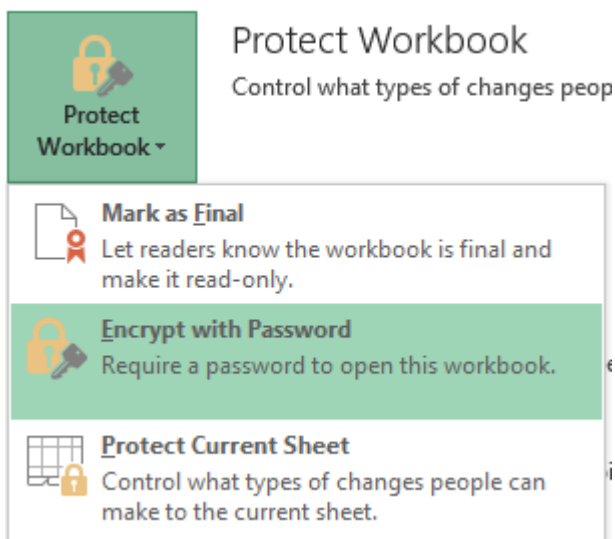 Protect Workbook
Control what types of changes peop
Protect
Workbook
Mark as Final
Let readers know the workbook is final and
make it read-only.
Encrypt with Password
Require a password to open this workbook.
Protect Current Sheet
Control what types of changes people can
make to the current sheet.